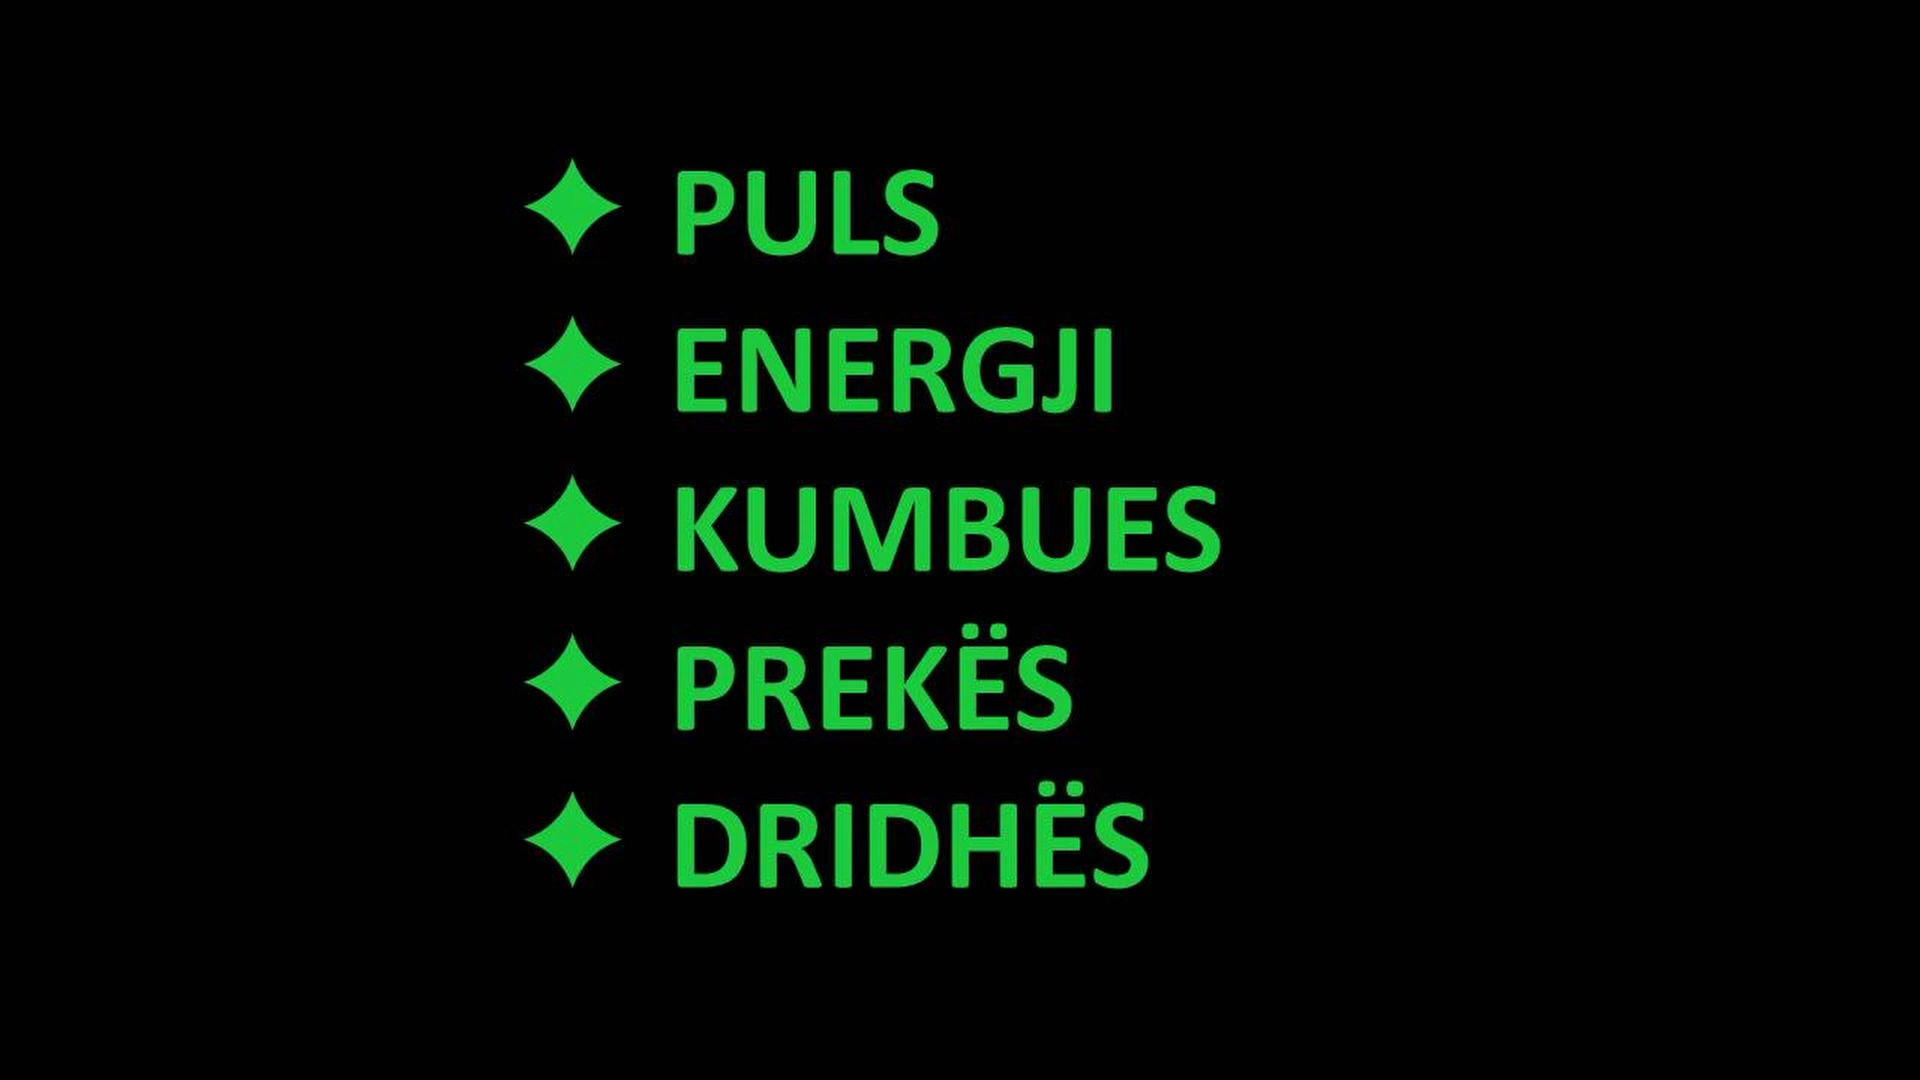 ✦ PULS
✦ ENERGJI
✦ KUMBUES
✦ PREKËS
✦ DRIDHËS